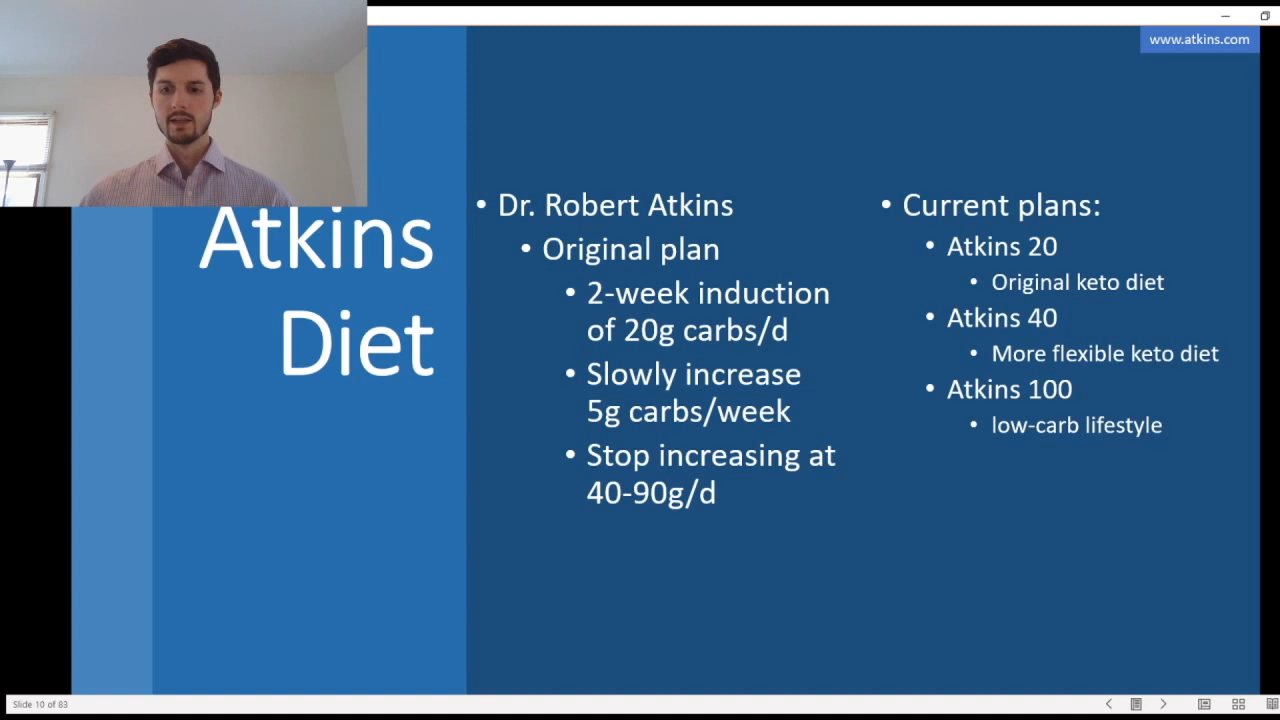 www.atkins.com
Atkins
Diet
• Dr. Robert Atkins
• Original plan
• 2-week induction
of 20g carbs/d
• Slowly increase
5g carbs/week
• Stop increasing at
40-90g/d
• Current plans:
• Atkins 20
• Original keto diet
• Atkins 40
• More flexible keto diet
• Atkins 100
• low-carb lifestyle
Slide 10 of 83